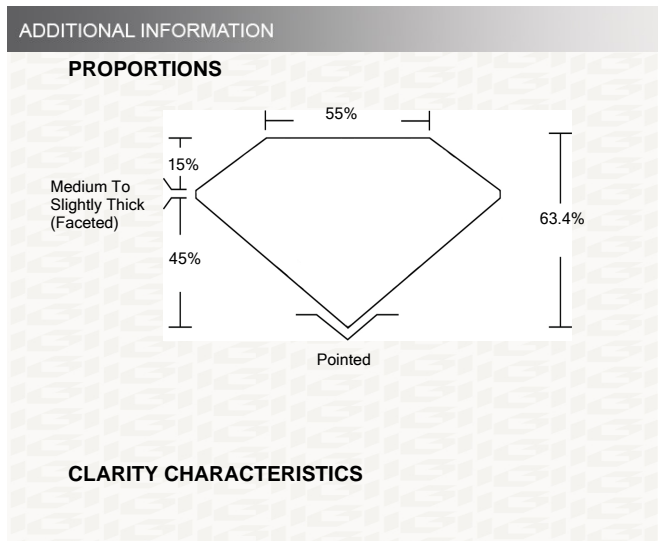 ADDITIONAL INFORMATION
PROPORTIONS
55%
15%
Medium To
Slightly Thick
(Faceted)
63.4%
45%
Pointed
CLARITY CHARACTERISTICS